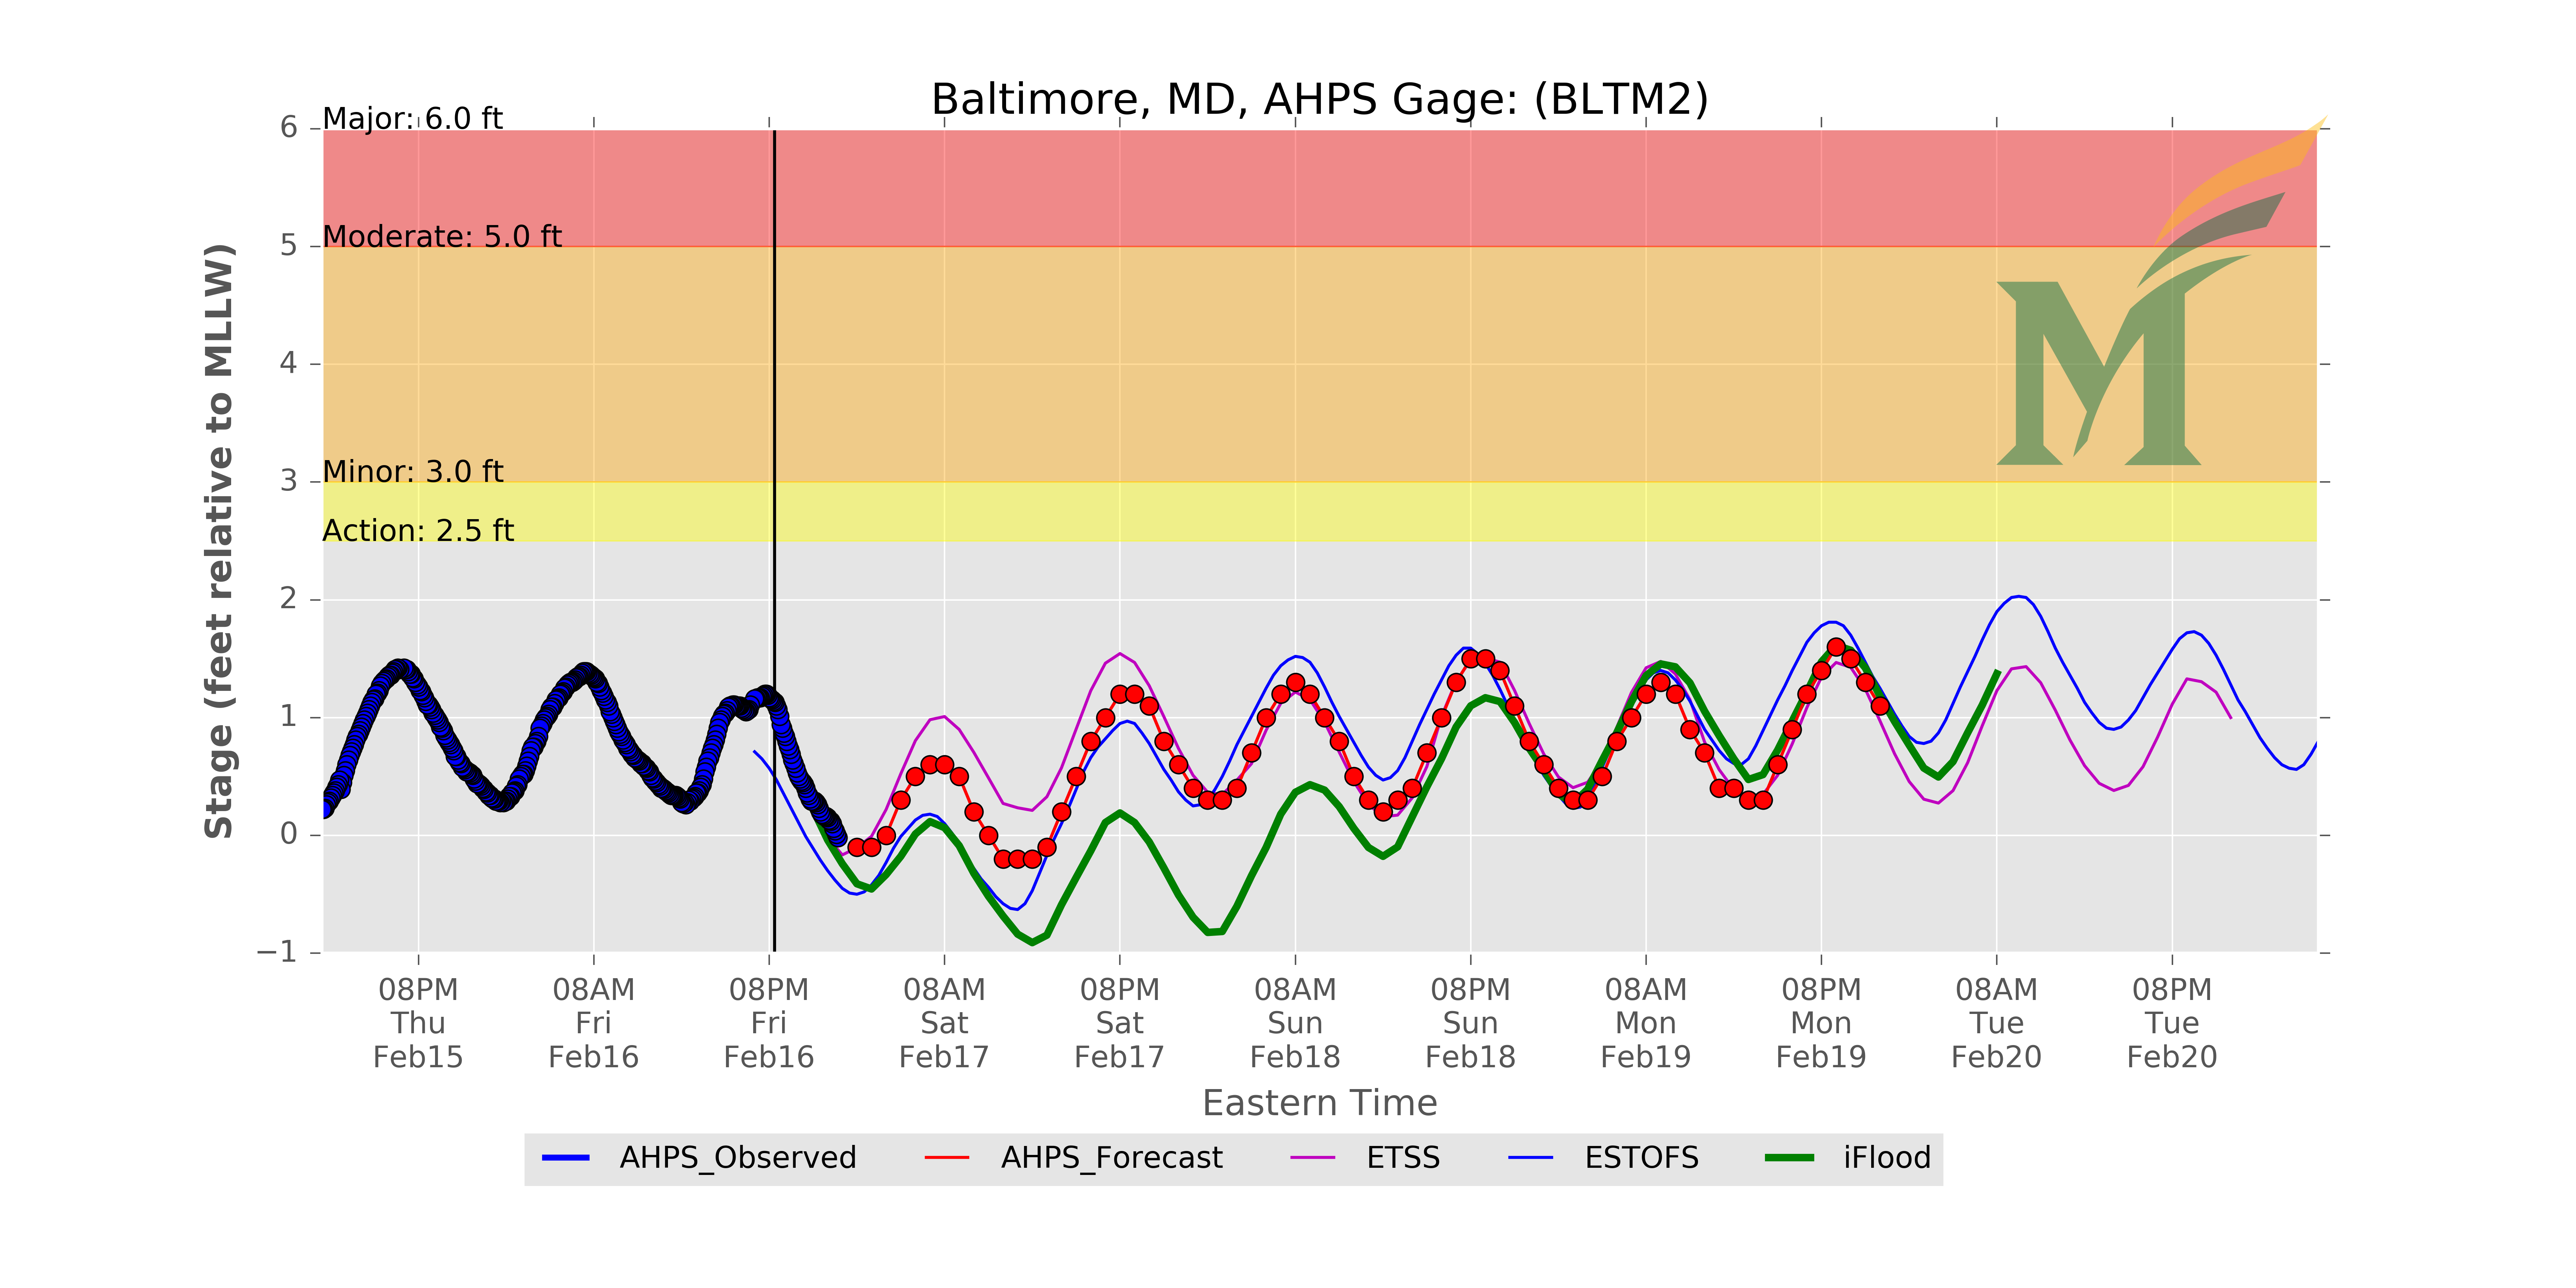 Baltimore, MD, AHPS Gage: (BLTM2)
Major: 6.0 ft
Moderate: 5.0 ft
Minor: 3.0 ft
Action: 2.5 ft
Stage (feet relative to MLLW)
6
5
4
3
2
1
0
−1
08PM
Thu
Feb15
08AM
Fri
Feb16
08PM
Fri
Feb16
08AM
Sat
Feb17
08PM
Sat
Feb17
08AM
Sun
Feb18
08PM
Sun
Feb18
08AM
Mon
Feb19
08PM
Mon
Feb19
08AM
Tue
Feb20
08PM
Tue
Feb20
Eastern Time
AHPS_Observed
AHPS_Forecast
ETSS
ESTOFS
iFlood
M